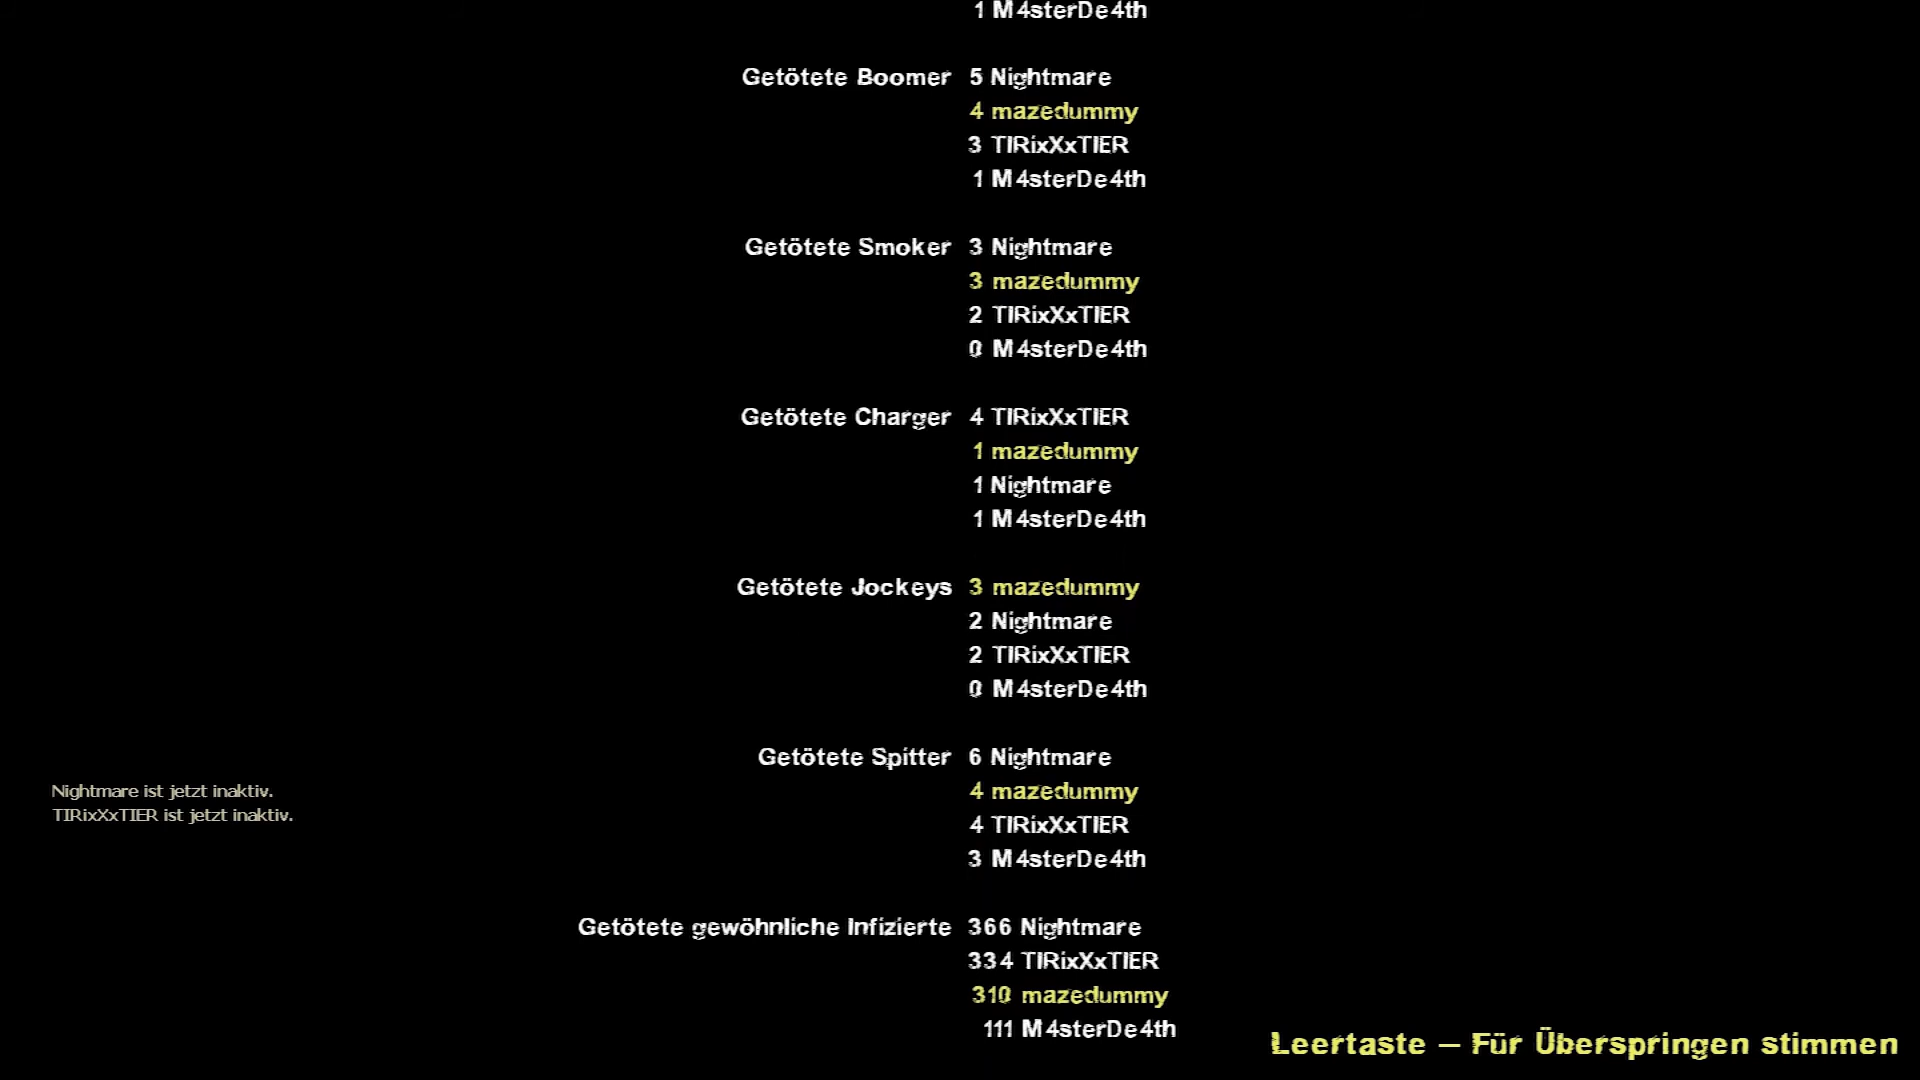 1 M4sterDe4th
Getötete Boomer 5 Nightmare
4 mazedummy
3 TIRixXxTIER
1 M4sterDe4th
Getötete Smoker 3 Nightmare
3 mazedummy
2 TIRixXxTIER
0 M4sterDe4th
Getötete Charger 4 TIRixXxTIER
1 mazedummy
1 Nightmare
1 M4sterDe4th
Getötete Jockeys 3 mazedummy
2 Nightmare
2 TIRixXxTIER
0 M4sterDe4th
Getötete Spitter 6 Nightmare
4 mazedummy
4 TIRixXxTIER
3 M4sterDe4th
Nightmare ist jetzt inaktiv.
TIRixXxTIER ist jetzt inaktiv.
Getötete gewöhnliche Infizierte 366 Nightmare
334 TIRixXxTIER
310 mazedummy
111 M4sterDe4th
Leertaste – Für Überspringen stimmen